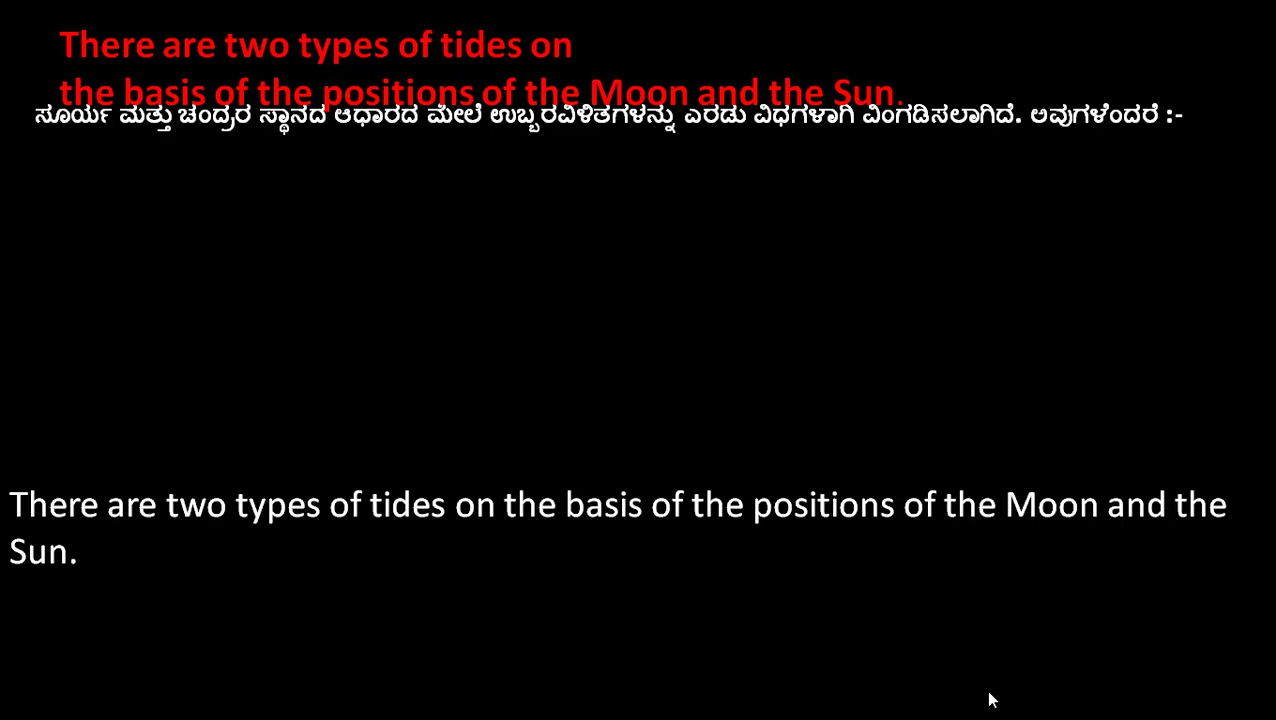 There are two types of tides on
the basis of the positions of the Moon and the Sun.
ಸೂರ್ಯ ಮತ್ತು ಚಂದ್ರರ ಸ್ಥಾನದ ಆಧಾರದ ಮೇಲೆ ಉಬ್ಬರವಿಳಿತಗಳನ್ನು ಎರಡು ವಿಧಗಳಾಗಿ ವಿಂಗಡಿಸಲಾಗಿದೆ. ಅವುಗಳೆಂದರೆ :-
There are two types of tides on the basis of the positions of the Moon and the
Sun.